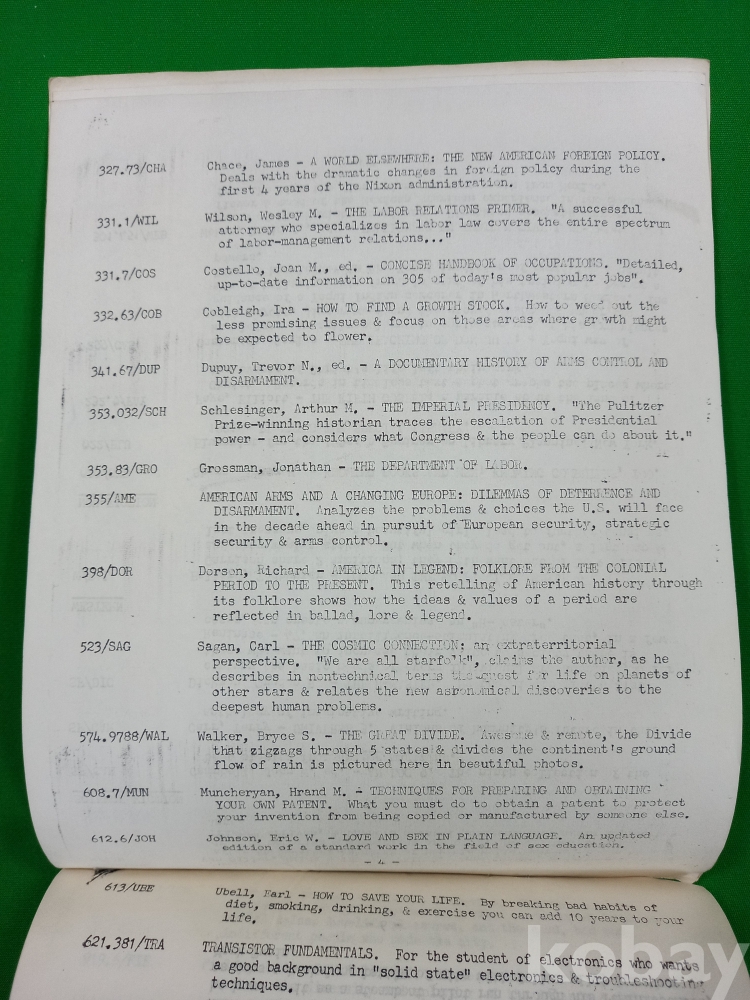 327.73/CHA Chace, James - A WORLD ELSEWHERE: THE NEW AMERICAN FOREIGN POLICY.
Deals with the dramatic changes in foreign policy during the
first 4 years of the Nixon administration.
331.1/WIL Wilson, Wesley M. - THE LABOR RELATIONS PRIMER. "A successful
attorney who specializes in labor law covers the entire spectrum
of labor-management relations..."
331.7/COS Costello, Joan M., ed. - CONCISE HANDBOOK OF OCCUPATIONS. "Detailed,
up-to-date information on 305 of today's most popular jobs".
332.63/COB Cobleigh, Ira - HOW TO FIND A GROWTH STOCK. How to weed out the
less promising issues & focus on those areas where growth might
be expected to flower.
341.67/DUP Dupuy, Trevor N., ed. - A DOCUMENTARY HISTORY OF ARMS CONTROL AND
DISARMAMENT.
353.032/SCH Schlesinger, Arthur M. - THE IMPERIAL PRESIDENCY. "The Pulitzer
Prize-winning historian traces the escalation of Presidential
power - and considers what Congress & the people can do about it."
353.83/GRO Grossman, Jonathan - THE DEPARTMENT OF LABOR.
355/AME AMERICAN ARMS AND A CHANGING EUROPE: DILEMMAS OF DETERRENCE AND
DISARMAMENT. Analyzes the problems & choices the U.S. will face
in the decade ahead in pursuit of European security, strategic
security & arms control.
398/DOR Dorson, Richard - AMERICA IN LEGEND: FOLKLORE FROM THE COLONIAL
PERIOD TO THE PRESENT. This retelling of American history through
its folklore shows how the ideas & values of a period are
reflected in ballad, lore & legend.
523/SAG Sagan, Carl - THE COSMIC CONNECTION: an extraterritorial
perspective. "We are all starfolk", claims the author, as he
describes in nontechnical terms the quest for life on planets of
other stars & relates the new astronomical discoveries to the
deepest human problems.
574.9788/WAL Walker, Bryce S. - THE GREAT DIVIDE. Awesome & remote, the Divide
that zigzags through 5 states & divides the continent's ground
flow of rain is pictured here in beautiful photos.
608.7/MUN Muncheryan, Hrand M. - TECHNIQUES FOR PREPARING AND OBTAINING
YOUR OWN PATENT. What you must do to obtain a patent to protect
your invention from being copied or manufactured by someone else.
612.6/JOH Johnson, Eric W. - LOVE AND SEX IN PLAIN LANGUAGE. An updated
edition of a standard work in the field of sex education.
- 4 -
613/UBE Ubell, Earl - HOW TO SAVE YOUR LIFE. By breaking bad habits of
diet, smoking, drinking, & exercise you can add 10 years to your
life.
621.381/TRA TRANSISTOR FUNDAMENTALS. For the student of electronics who wants
a good background in "solid state" electronics & troubleshooting
techniques.
kobay